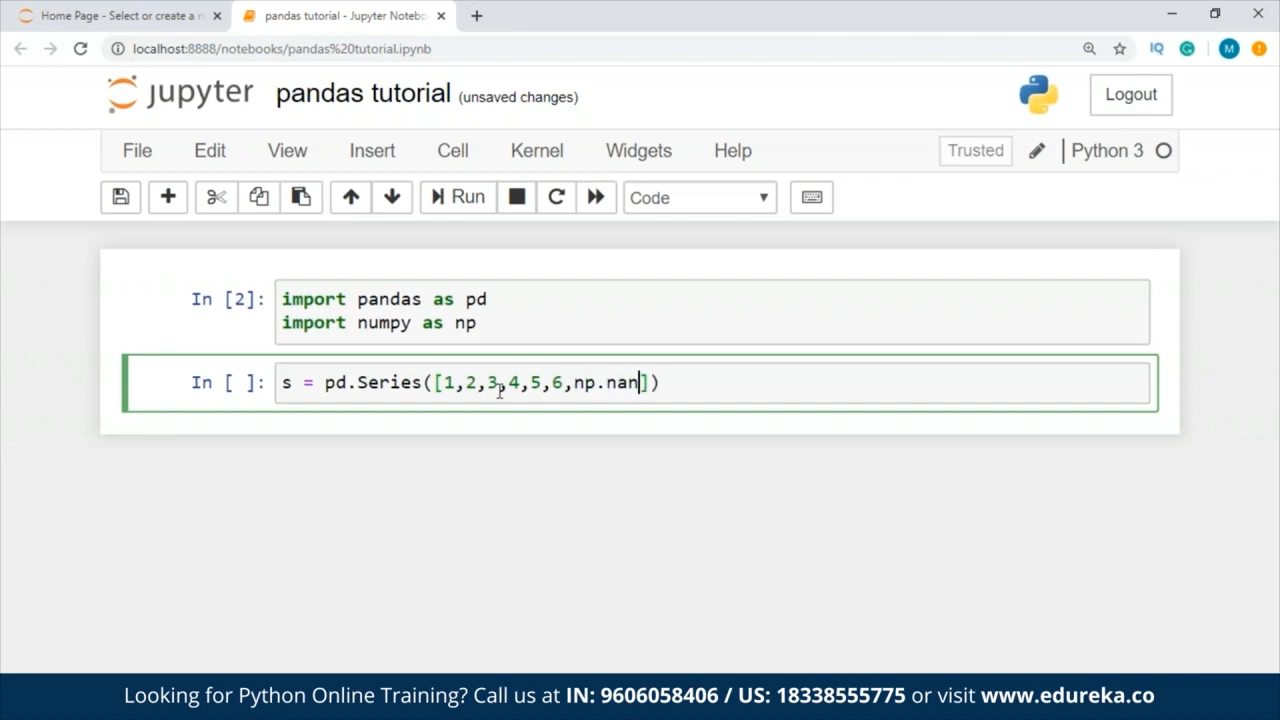 Home Page - Select or create a n
pandas tutorial - Jupyter Notebo
localhost:8888/notebooks/pandas%20tutorial.ipynb
IQ
G
M
jupyter pandas tutorial (unsaved changes)
Logout
File Edit View Insert Cell Kernel Widgets Help
Trusted
Python 3
Run
Code
In [2]: import pandas as pd
import numpy as np
In [ ]: s = pd.Series([1,2,3,4,5,6,np.nan])
Looking for Python Online Training? Call us at IN: 9606058406 / US: 18338555775 or visit www.edureka.co